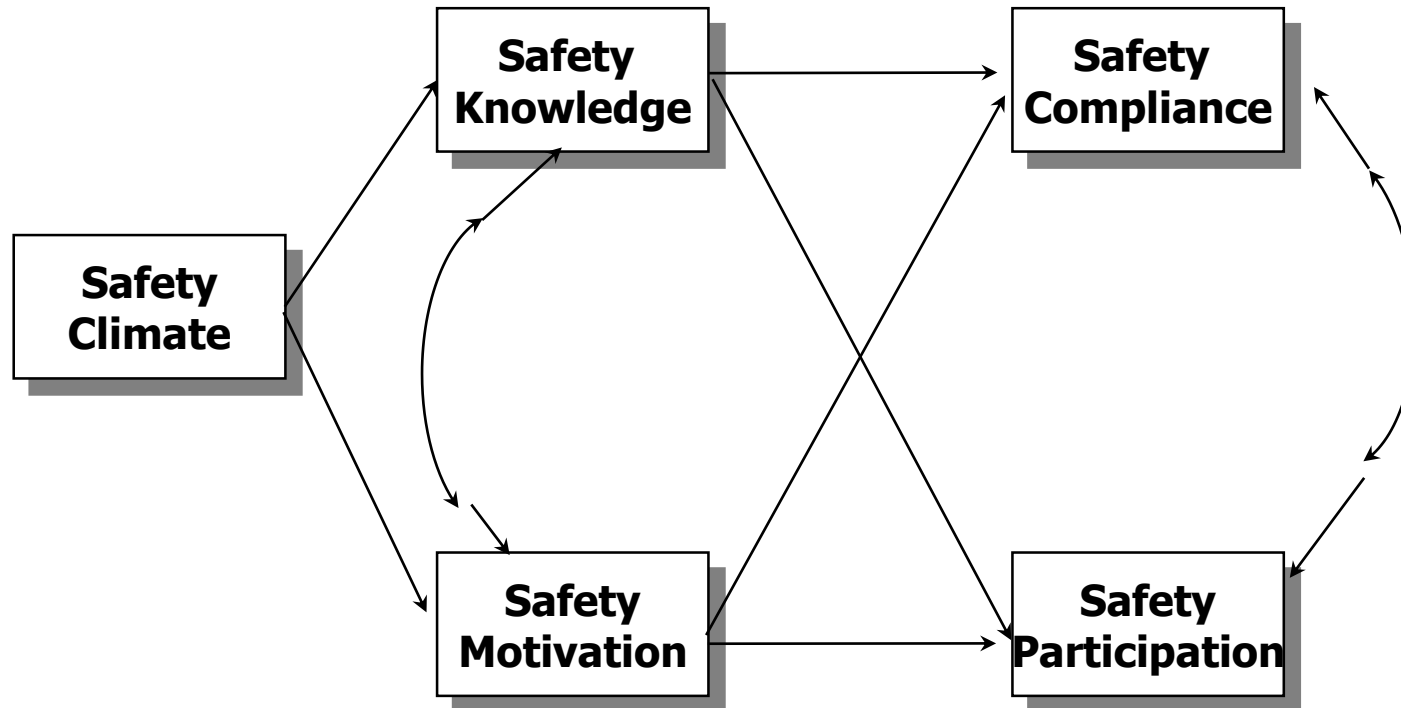 Safety
Knowledge
Safety
Compliance
Safety
Climate
Safety
Motivation
Safety
Participation